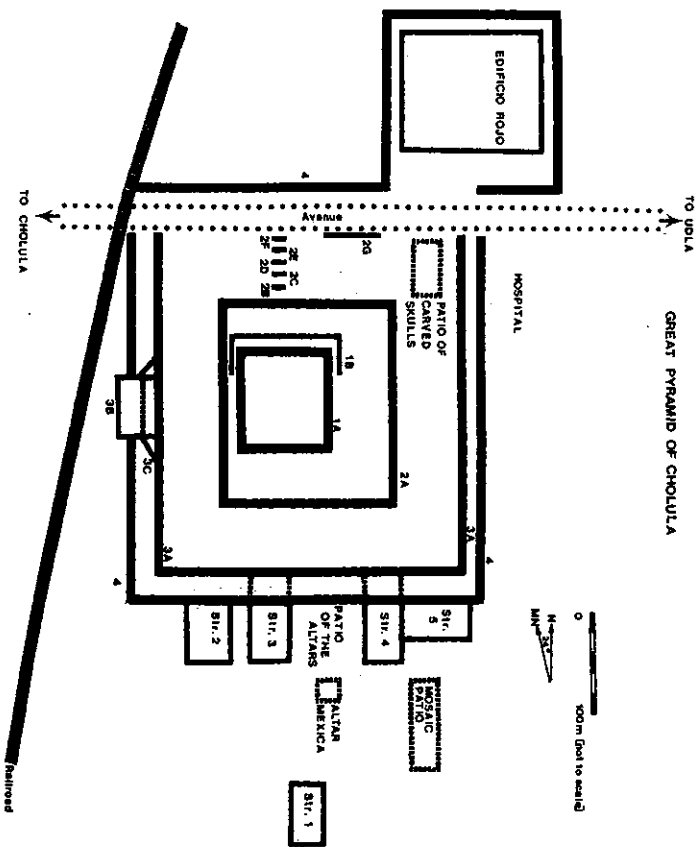 GREAT PYRAMID OF CHOLULA
0 100m [not to scale]
N
MN
24°
TO UDLA
TO CHOLULA
Avenue
HOSPITAL
EDIFICIO ROJO
PATIO OF
CARVED
SKULLS
4
2G
2F
2E
2D
2C
2B
1B
1A
2A
3A
4
3B
3C
3A
4
Str. 2
Str. 3
PATIO
OF THE
ALTARS
Str. 4
Str.
5
MOSAIC
PATIO
ALTAR
MEXICA
Str. 1
Railroad